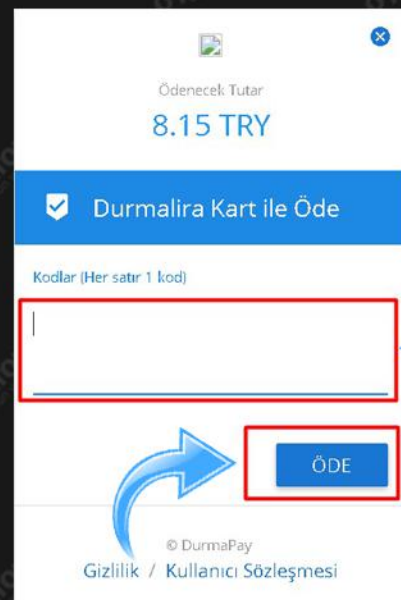 Ödenecek Tutar
8.15 TRY
Durmalira Kart ile Öde
Kodlar (Her satır 1 kod)
ÖDE
© DurmaPay
Gizlilik / Kullanıcı Sözleşmesi